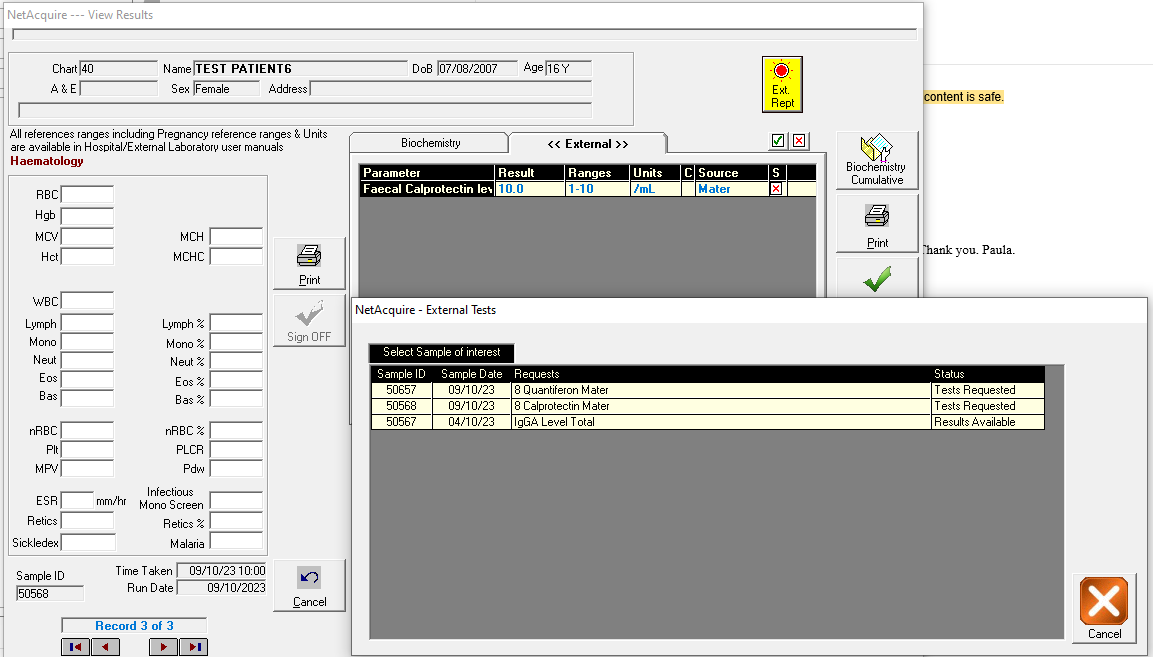 NetAcquire --- View Results
Chart 40 Name TEST PATIENT6 DoB 07/08/2007 Age 16 Y
A & E Sex Female Address
Ext. Rept
content is safe.
All references ranges including Pregnancy reference ranges & Units
are available in Hospital/External Laboratory user manuals
Haematology
Biochemistry << External >>
Parameter Result Ranges Units C Source S
Faecal Calprotectin lev 10.0 1-10 /mL Mater
Biochemistry
Cumulative
Print
Thank you. Paula.
RBC
Hgb
MCV MCH
Hct MCHC
Print
Sign OFF
WBC
Lymph Lymph %
Mono Mono %
Neut Neut %
Eos Eos %
Bas Bas %
nRBC nRBC %
Plt PLCR
MPV Pdw
ESR mm/hr Infectious Mono Screen
Retics Retics %
Sickledex Malaria
Sample ID
50568
Time Taken 09/10/23 10:00
Run Date 09/10/2023
Cancel
Record 3 of 3
NetAcquire - External Tests
Select Sample of interest
Sample ID Sample Date Requests Status
50657 09/10/23 8 Quantiferon Mater Tests Requested
50568 09/10/23 8 Calprotectin Mater Tests Requested
50567 04/10/23 IgGA Level Total Results Available
Cancel